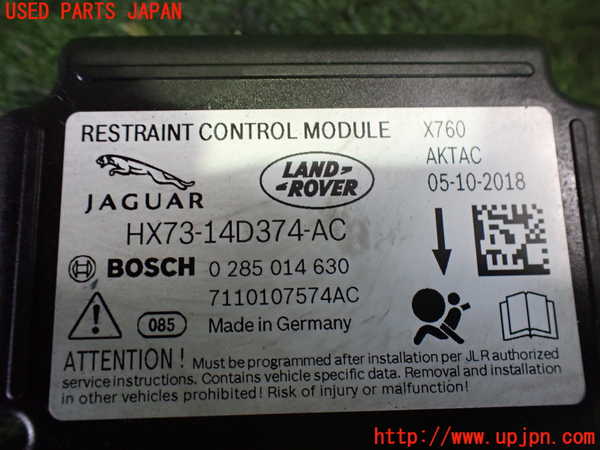 USED PARTS JAPAN
RESTRAINT CONTROL MODULE X760
AKTAC
JAGUAR LAND ROVER 05-10-2018
HX73-14D374-AC
BOSCH 0 285 014 630
7110107574AC
085 Made in Germany
ATTENTION ! Must be programmed after installation per JLR authorized
service instructions. Contains vehicle specific data. Removal and installation
in other vehicles prohibited ! Risk of injury or malfunction!
http://www.upjpn.com/